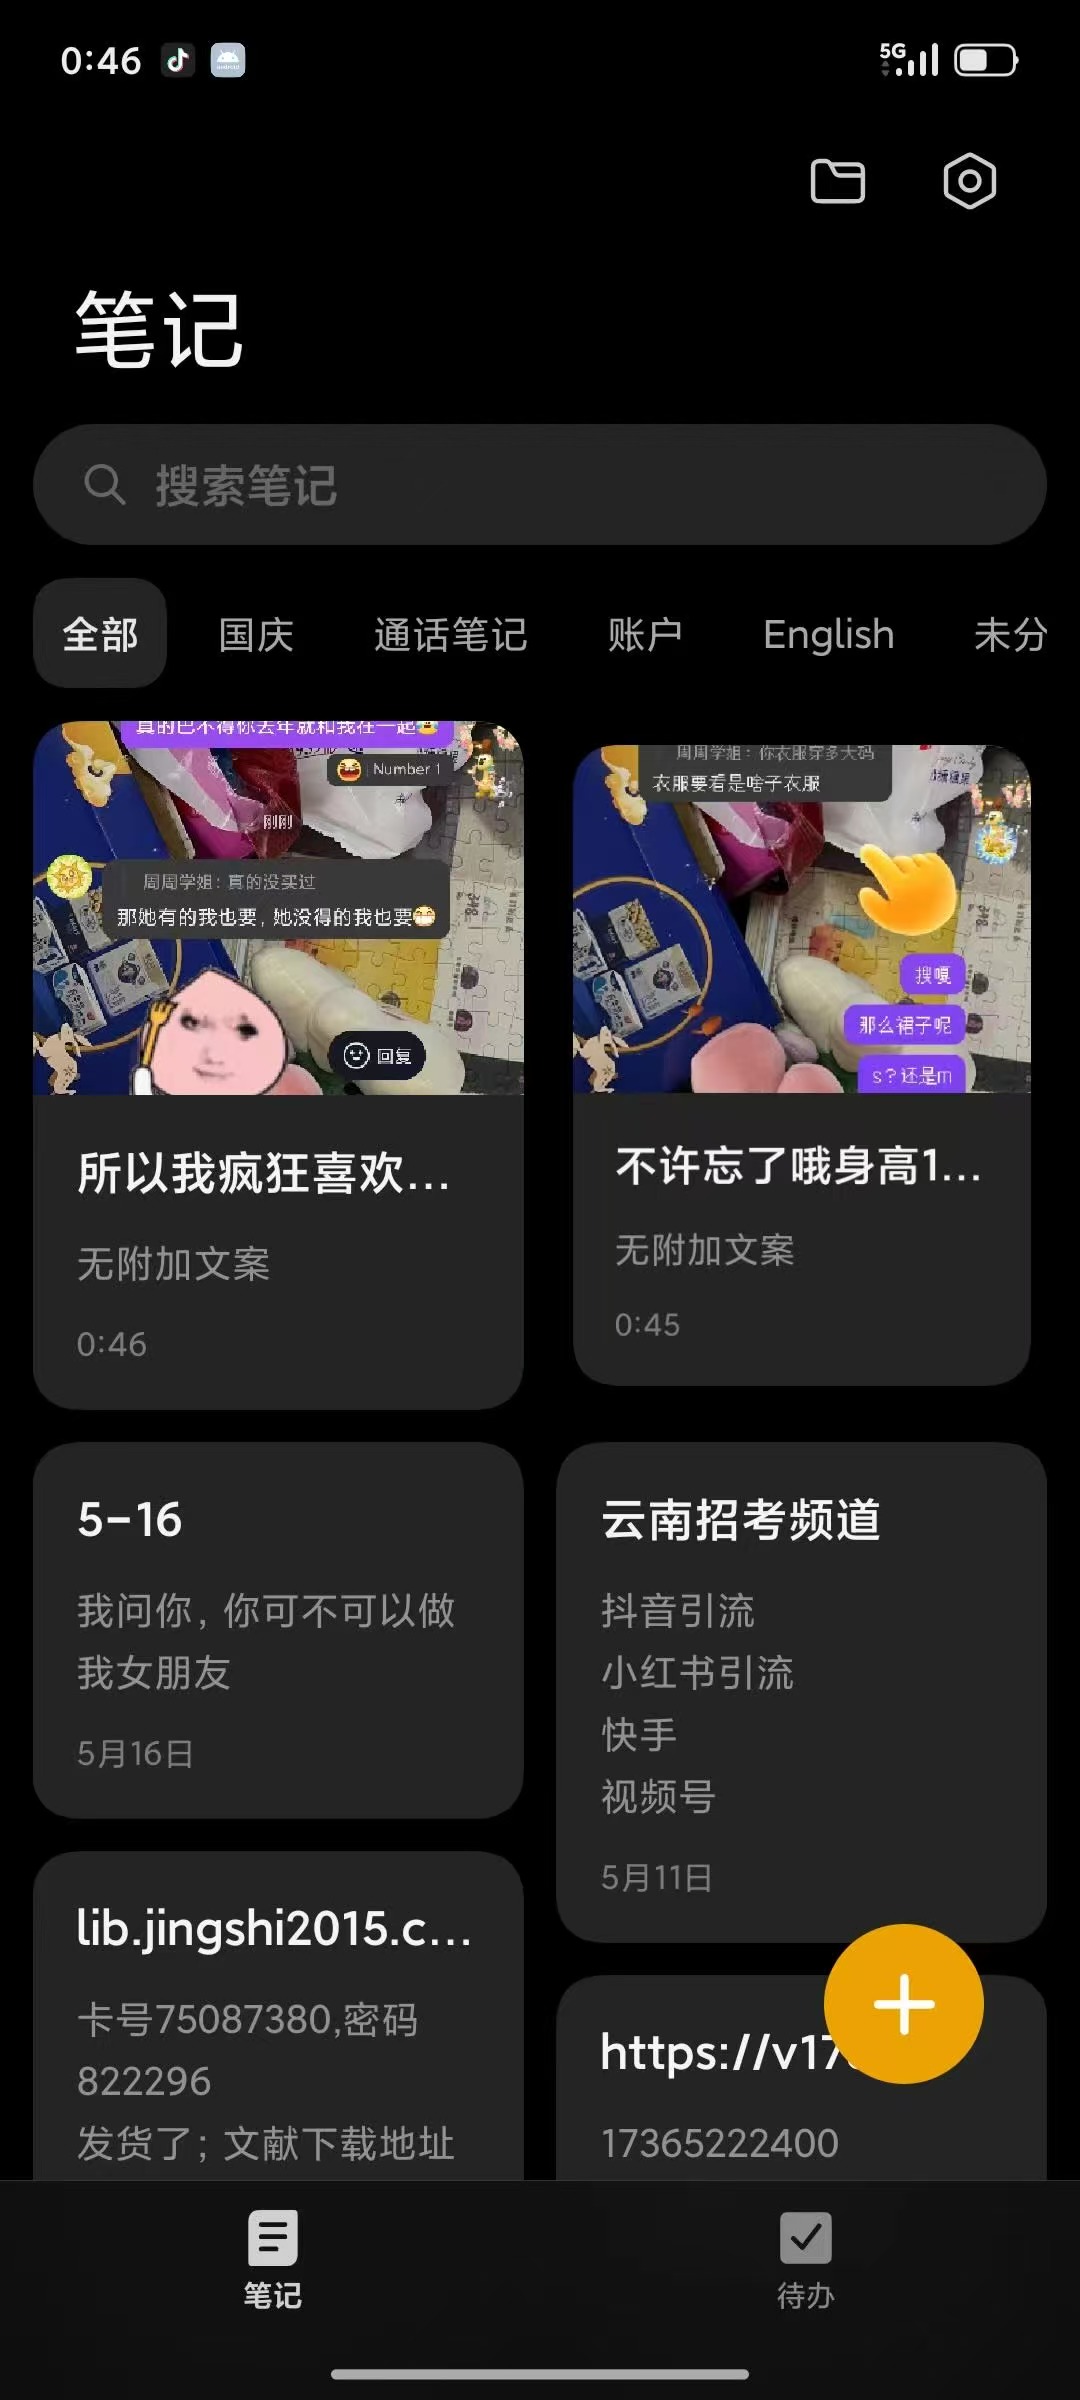 0:46
5G
笔记
搜索笔记
全部
国庆
通话笔记
账户
English
未分
真的巴不得你去年就和我在一起
Number 1
刚刚
周周学姐：真的没买过
那她有的我也要，她没得的我也要
回复
所以我疯狂喜欢...
无附加文案
0:46
周周学姐：你衣服穿多大码
衣服要看是啥子衣服
搜嘎
那么裙子呢
s？还是m
不许忘了哦身高1...
无附加文案
0:45
5-16
我问你，你可不可以做
我女朋友
5月16日
云南招考频道
抖音引流
小红书引流
快手
视频号
5月11日
lib.jingshi2015.c...
卡号75087380,密码
822296
发货了；文献下载地址
https://v17
17365222400
笔记
待办